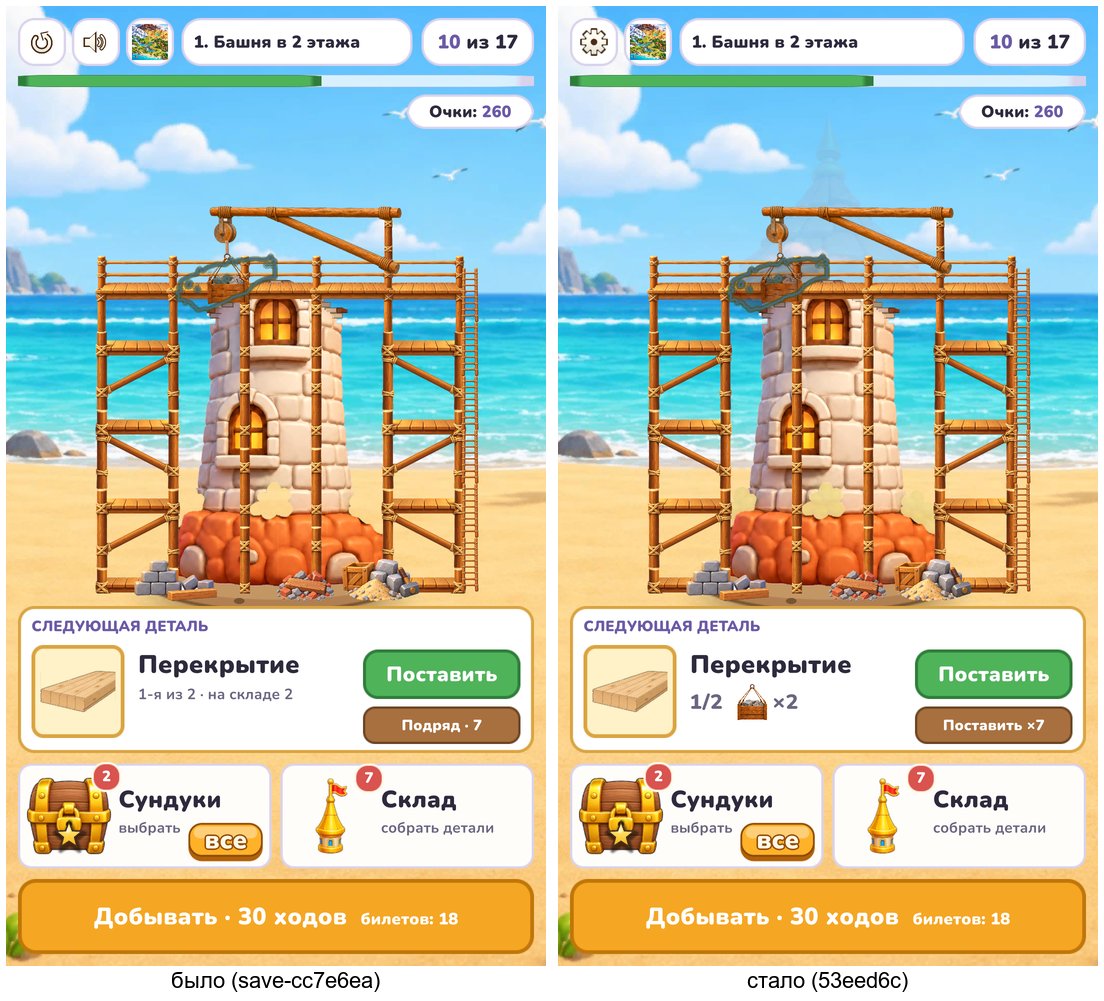 1. Башня в 2 этажа
10 из 17
Очки: 260
СЛЕДУЮЩАЯ ДЕТАЛЬ
Перекрытие
1-я из 2 · на складе 2
Поставить
Подряд · 7
2
Сундуки
выбрать
все
7
Склад
собрать детали
Добывать · 30 ходов билетов: 18
было (save-cc7e6ea)
1. Башня в 2 этажа
10 из 17
Очки: 260
СЛЕДУЮЩАЯ ДЕТАЛЬ
Перекрытие
1/2 ×2
Поставить
Поставить ×7
2
Сундуки
выбрать
все
7
Склад
собрать детали
Добывать · 30 ходов билетов: 18
стало (53eed6c)